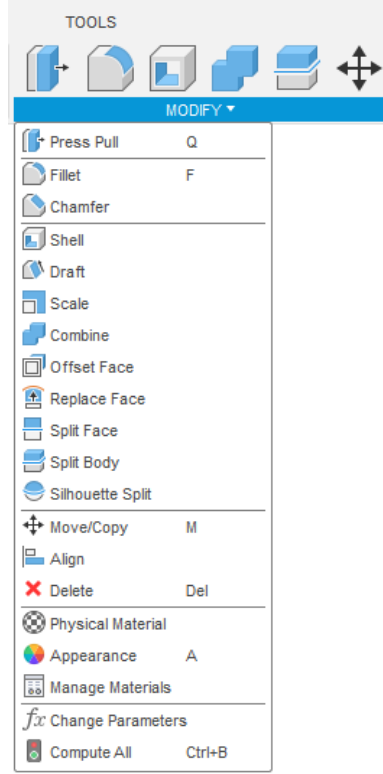 TOOLS
MODIFY ▼
Press Pull Q
Fillet F
Chamfer
Shell
Draft
Scale
Combine
Offset Face
Replace Face
Split Face
Split Body
Silhouette Split
Move/Copy M
Align
Delete Del
Physical Material
Appearance A
Manage Materials
fx Change Parameters
Compute All Ctrl+B